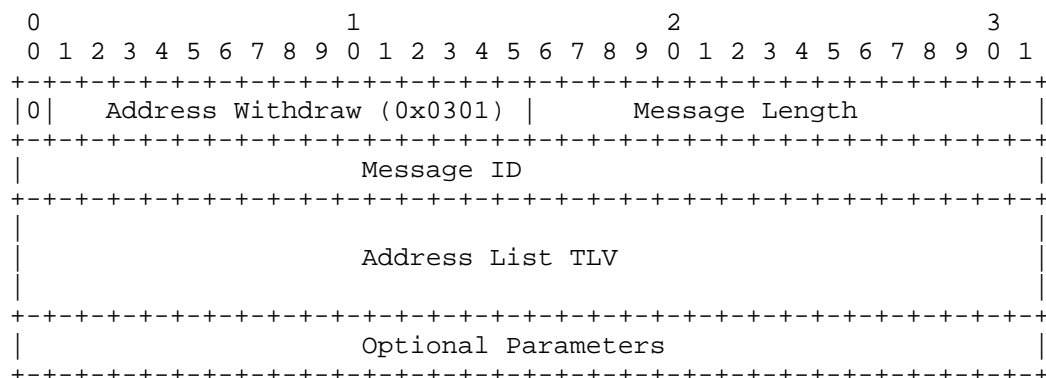 0                   1                   2                   3
 0 1 2 3 4 5 6 7 8 9 0 1 2 3 4 5 6 7 8 9 0 1 2 3 4 5 6 7 8 9 0 1
+-+-+-+-+-+-+-+-+-+-+-+-+-+-+-+-+-+-+-+-+-+-+-+-+-+-+-+-+-+-+-+-+
|0|    Address Withdraw (0x0301) |      Message Length           |
+-+-+-+-+-+-+-+-+-+-+-+-+-+-+-+-+-+-+-+-+-+-+-+-+-+-+-+-+-+-+-+-+
|                     Message ID                                |
+-+-+-+-+-+-+-+-+-+-+-+-+-+-+-+-+-+-+-+-+-+-+-+-+-+-+-+-+-+-+-+-+
|                                                               |
|                     Address List TLV                          |
|                                                               |
+-+-+-+-+-+-+-+-+-+-+-+-+-+-+-+-+-+-+-+-+-+-+-+-+-+-+-+-+-+-+-+-+
|                     Optional Parameters                       |
+-+-+-+-+-+-+-+-+-+-+-+-+-+-+-+-+-+-+-+-+-+-+-+-+-+-+-+-+-+-+-+-+